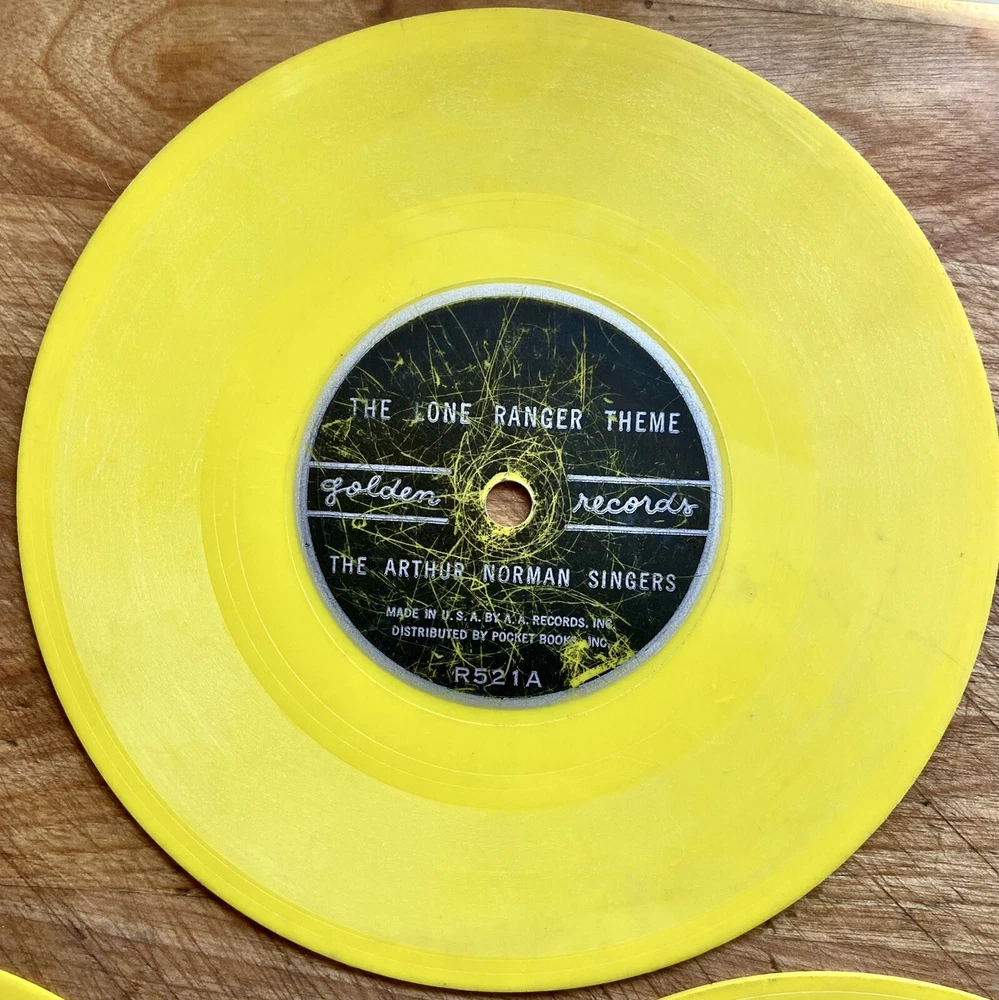 THE LONE RANGER THEME
golden records
THE ARTHUR NORMAN SINGERS
MADE IN U.S.A. BY A.A. RECORDS, INC.
DISTRIBUTED BY POCKET BOOKS, INC.
R521A